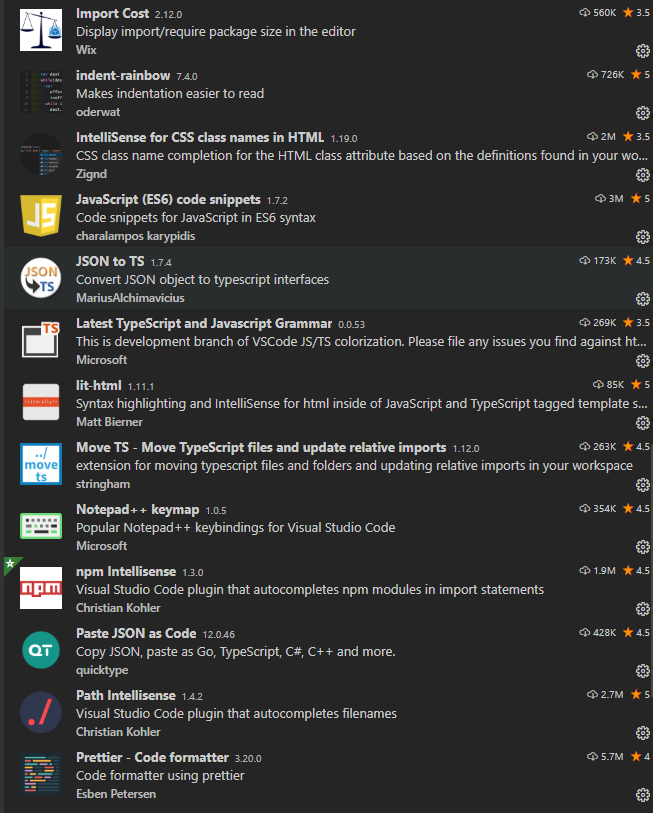 Import Cost 2.12.0 560K 3.5
Display import/require package size in the editor
Wix
indent-rainbow 7.4.0 726K 5
Makes indentation easier to read
oderwat
IntelliSense for CSS class names in HTML 1.19.0 2M 3.5
CSS class name completion for the HTML class attribute based on the definitions found in your wo...
Zignd
JS
JavaScript (ES6) code snippets 1.7.2 3M 5
Code snippets for JavaScript in ES6 syntax
charalampos karypidis
JSON
TS
JSON to TS 1.7.4 173K 4.5
Convert JSON object to typescript interfaces
MariusAlchimavicius
TS
Latest TypeScript and Javascript Grammar 0.0.53 269K 3.5
This is development branch of VSCode JS/TS colorization. Please file any issues you find against ht...
Microsoft
lit-html 1.11.1 85K 5
Syntax highlighting and IntelliSense for html inside of JavaScript and TypeScript tagged template s...
Matt Bierner
../
move
ts
Move TS - Move TypeScript files and update relative imports 1.12.0 263K 4.5
extension for moving typescript files and folders and updating relative imports in your workspace
stringham
Notepad++ keymap 1.0.5 354K 4.5
Popular Notepad++ keybindings for Visual Studio Code
Microsoft
npm
npm Intellisense 1.3.0 1.9M 4.5
Visual Studio Code plugin that autocompletes npm modules in import statements
Christian Kohler
QT
Paste JSON as Code 12.0.46 428K 4.5
Copy JSON, paste as Go, TypeScript, C#, C++ and more.
quicktype
./
Path Intellisense 1.4.2 2.7M 5
Visual Studio Code plugin that autocompletes filenames
Christian Kohler
Prettier - Code formatter 3.20.0 5.7M 4
Code formatter using prettier
Esben Petersen